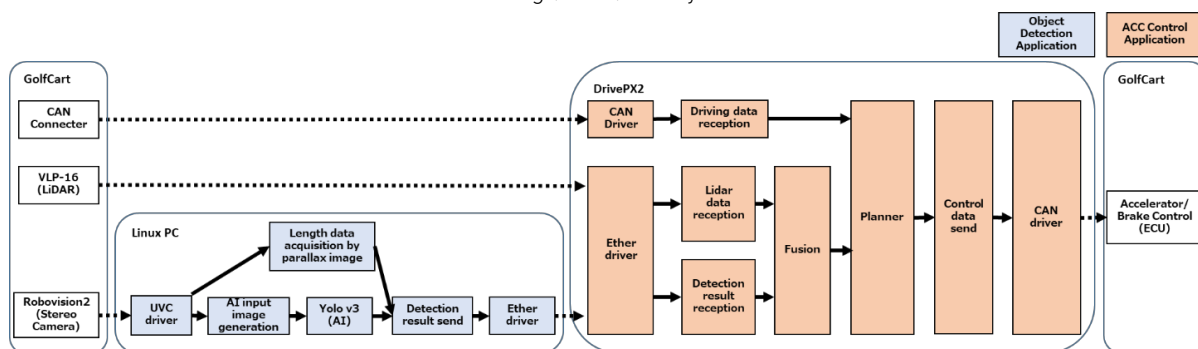 Object
Detection
Application
ACC Control
Application
GolfCart
CAN
Connecter
VLP-16
(LiDAR)
Robovision2
(Stereo
Camera)
Linux PC
Length data
acquisition by
parallax image
UVC
driver
AI input
image
generation
Yolo v3
(AI)
Detection
result send
Ether
driver
DrivePX2
CAN
Driver
Driving data
reception
Ether
driver
Lidar
data
reception
Detection
result
reception
Fusion
Planner
Control
data
send
CAN
driver
GolfCart
Accelerator/
Brake Control
(ECU)